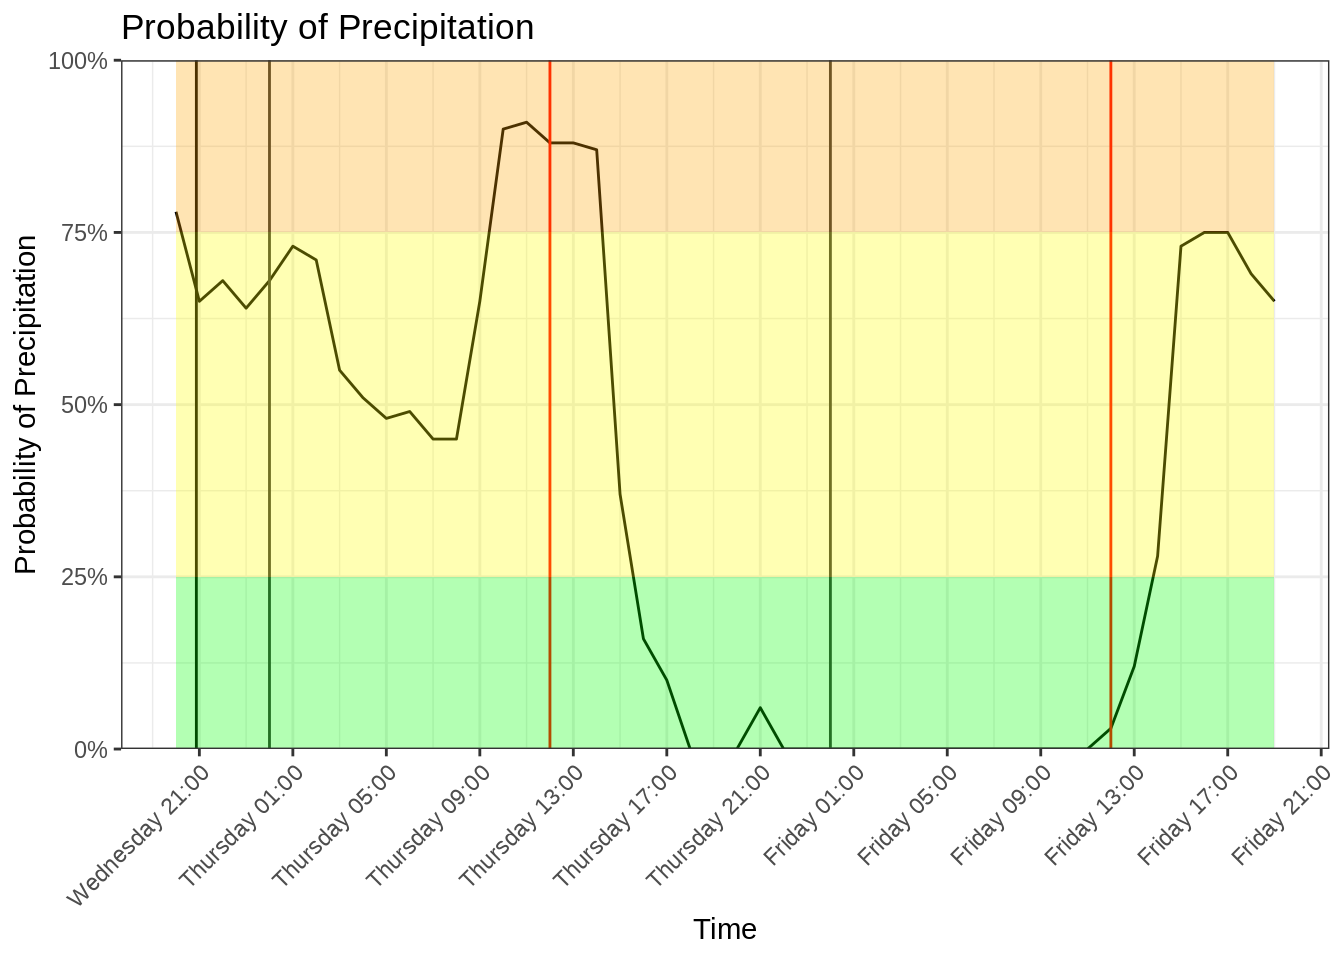 Probability of Precipitation
Probability of Precipitation
100%
75%
50%
25%
0%
Wednesday 21:00
Thursday 01:00
Thursday 05:00
Thursday 09:00
Thursday 13:00
Thursday 17:00
Thursday 21:00
Friday 01:00
Friday 05:00
Friday 09:00
Friday 13:00
Friday 17:00
Friday 21:00
Time